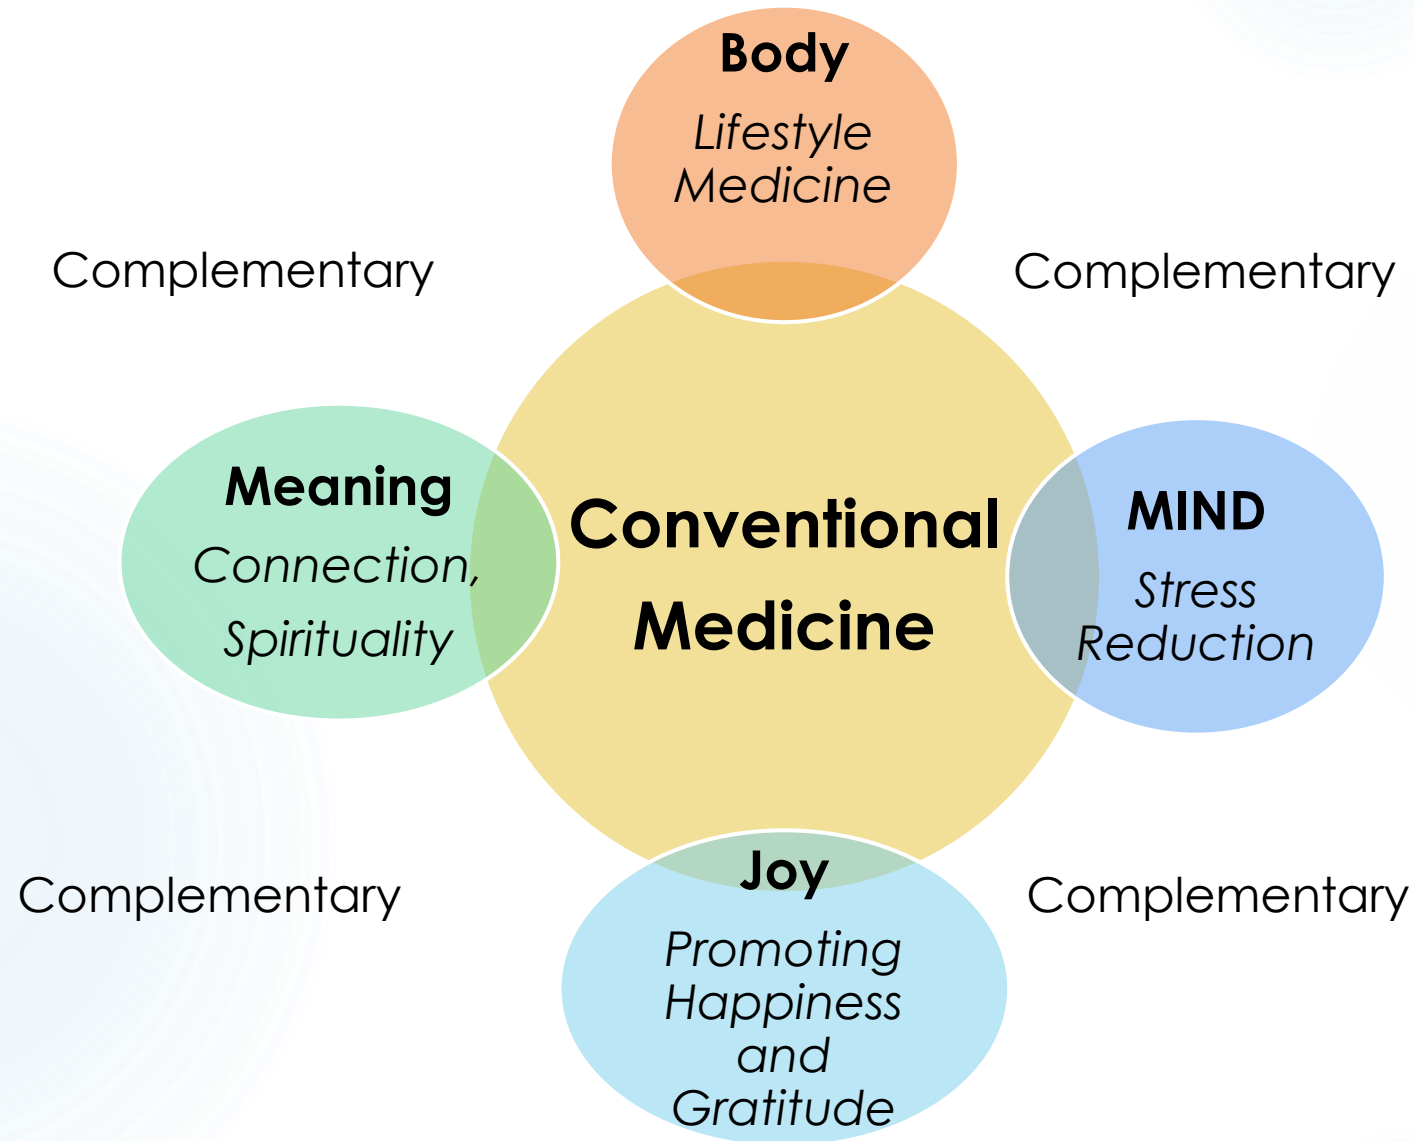 Body
Lifestyle
Medicine
Complementary
Complementary
Meaning
Connection,
Spirituality
Conventional
Medicine
MIND
Stress
Reduction
Complementary
Complementary
Joy
Promoting
Happiness
and
Gratitude